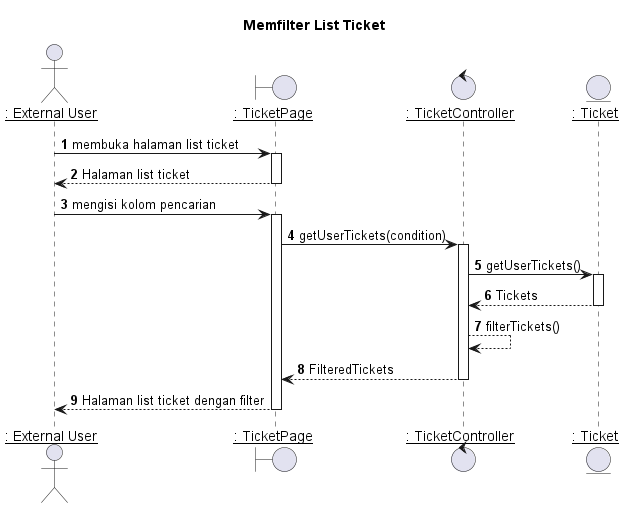 Memfilter List Ticket
: External User
: TicketPage
: TicketController
: Ticket
1 membuka halaman list ticket
2 Halaman list ticket
3 mengisi kolom pencarian
4 getUserTickets(condition)
5 getUserTickets()
6 Tickets
7 filterTickets()
8 FilteredTickets
9 Halaman list ticket dengan filter
: External User
: TicketPage
: TicketController
: Ticket